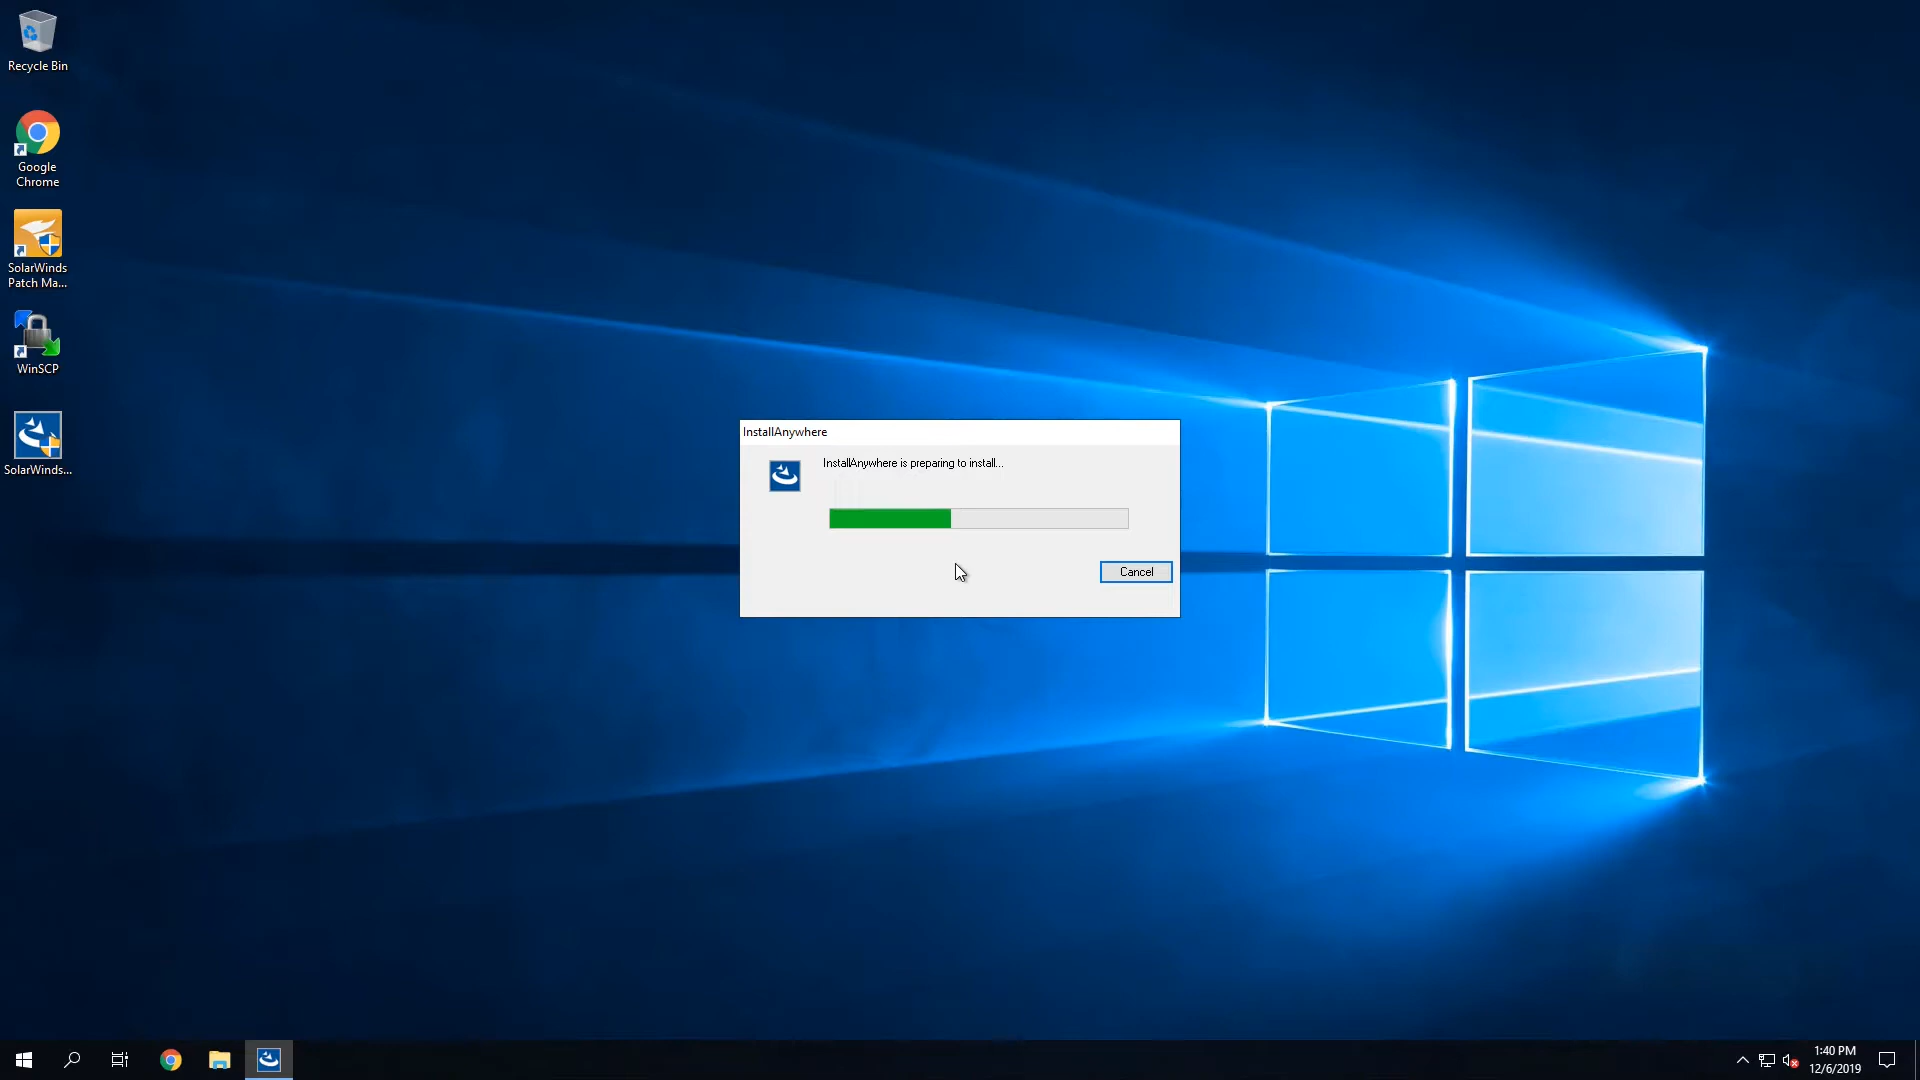 Recycle Bin
Google
Chrome
SolarWinds
Patch Ma...
WinSCP
SolarWinds...
InstallAnywhere
InstallAnywhere is preparing to install...
Cancel
1:40 PM
12/6/2019